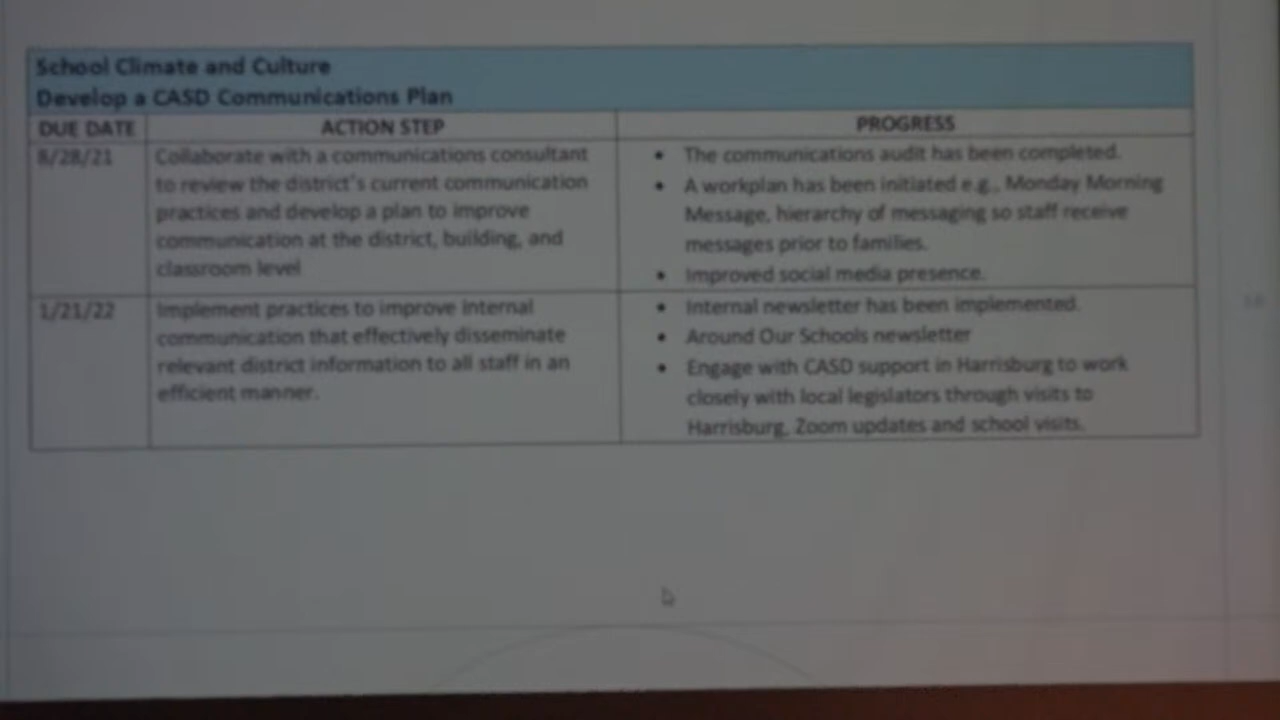 School Climate and Culture
Develop a CASD Communications Plan
DUE DATE
ACTION STEP
PROGRESS
8/28/21
Collaborate with a communications consultant
to review the district's current communication
practices and develop a plan to improve
communication at the district, building, and
classroom level
• The communications audit has been completed.
• A workplan has been initiated e.g., Monday Morning
Message, hierarchy of messaging so staff receive
messages prior to families.
• Improved social media presence.
1/21/22
Implement practices to improve internal
communication that effectively disseminate
relevant district information to all staff in an
efficient manner.
• Internal newsletter has been implemented.
• Around Our Schools newsletter
• Engage with CASD support in Harrisburg to work
closely with local legislators through visits to
Harrisburg, Zoom updates and school visits.